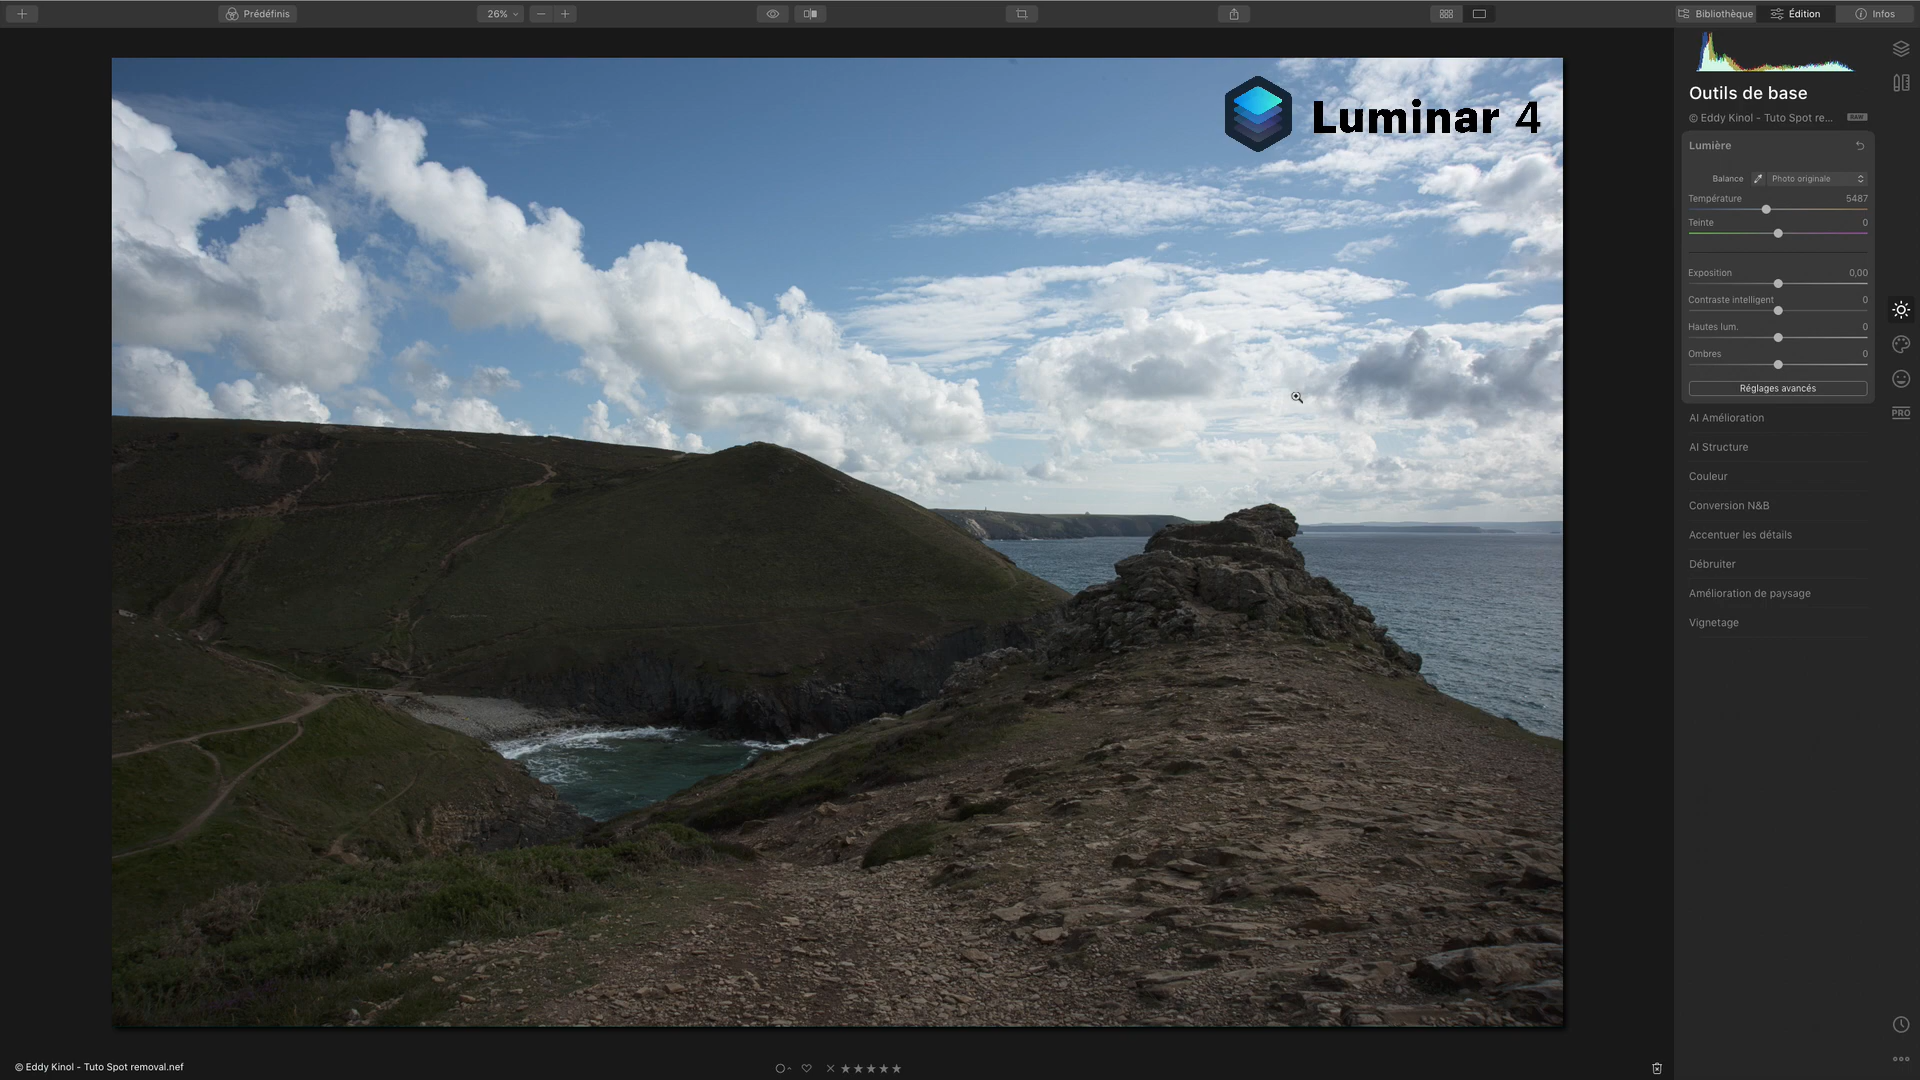 Prédéfinis
26%
Bibliothèque
Édition
Infos
Luminar 4
Outils de base
© Eddy Kinol - Tuto Spot re...
RAW
Lumière
Balance
Photo originale
Température
5487
Teinte
0
Exposition
0,00
Contraste intelligent
0
Hautes lum.
0
Ombres
0
Réglages avancés
AI Amélioration
AI Structure
Couleur
Conversion N&B
Accentuer les détails
Débruiter
Amélioration de paysage
Vignetage
PRO
© Eddy Kinol - Tuto Spot removal.nef